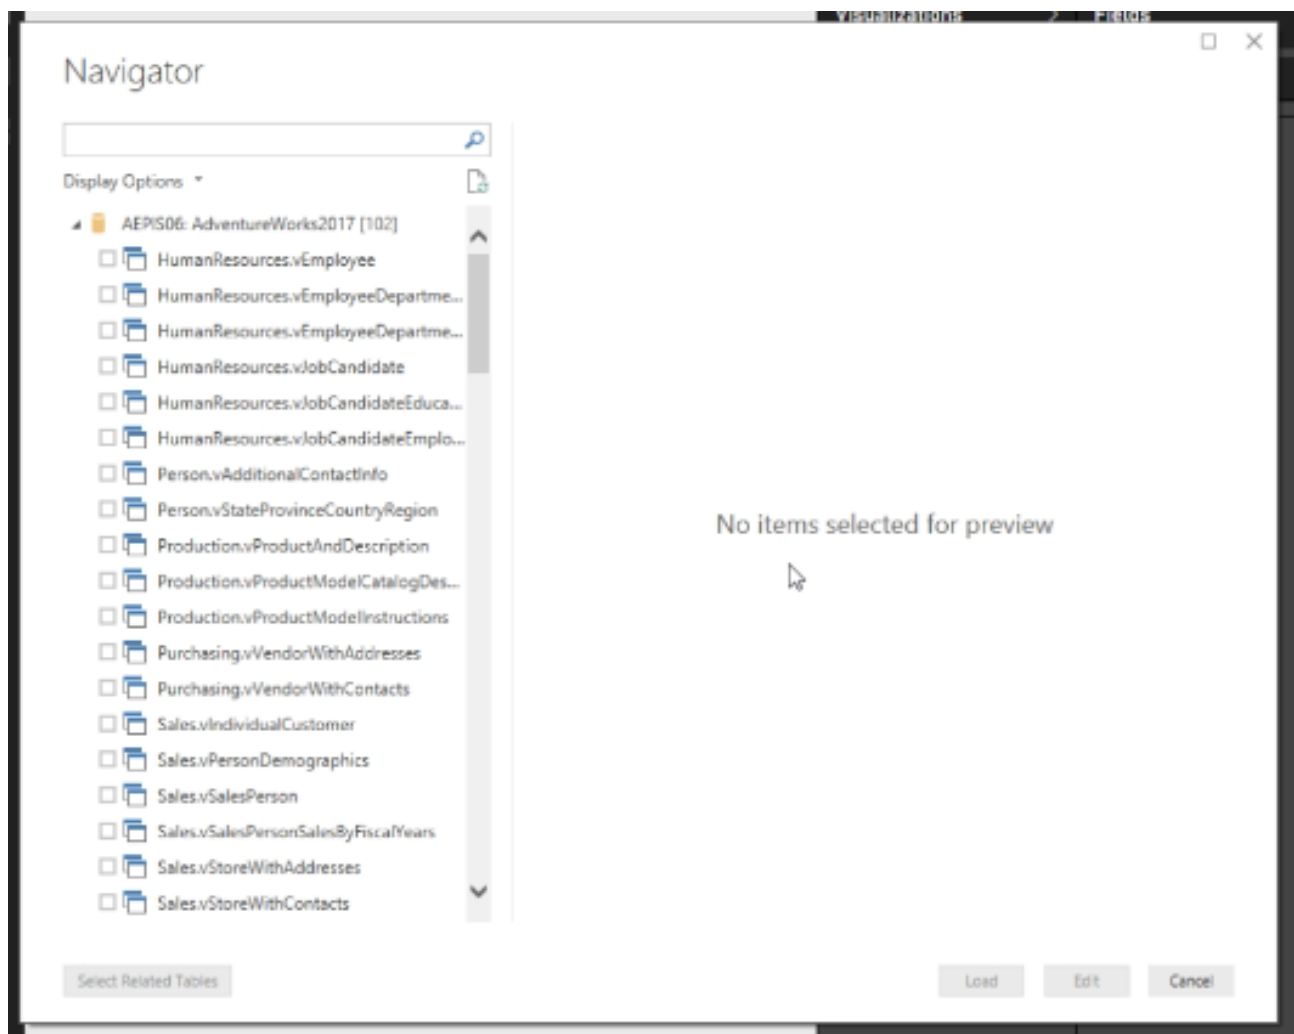 Visualizations > Fields
Navigator
Display Options
AEPIS06: AdventureWorks2017 [102]
HumanResources.vEmployee
HumanResources.vEmployeeDepartme...
HumanResources.vEmployeeDepartme...
HumanResources.vJobCandidate
HumanResources.vJobCandidateEduca...
HumanResources.vJobCandidateEmplo...
Person.vAdditionalContactInfo
Person.vStateProvinceCountryRegion
Production.vProductAndDescription
Production.vProductModelCatalogDes...
Production.vProductModelInstructions
Purchasing.vVendorWithAddresses
Purchasing.vVendorWithContacts
Sales.vIndividualCustomer
Sales.vPersonDemographics
Sales.vSalesPerson
Sales.vSalesPersonSalesByFiscalYears
Sales.vStoreWithAddresses
Sales.vStoreWithContacts
No items selected for preview
Select Related Tables
Load Edit Cancel